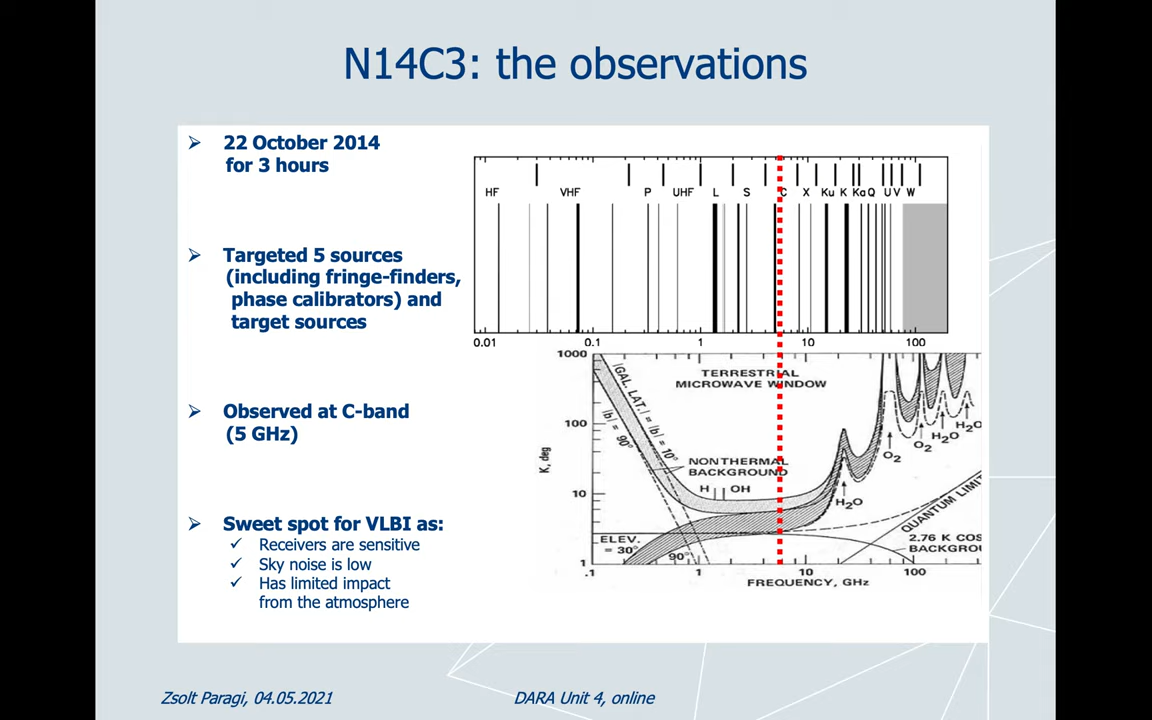 N14C3: the observations
22 October 2014
for 3 hours
Targeted 5 sources
(including fringe-finders,
phase calibrators) and
target sources
Observed at C-band
(5 GHz)
Sweet spot for VLBI as:
Receivers are sensitive
Sky noise is low
Has limited impact
from the atmosphere
HF VHF P UHF L S C X Ku K Ka Q U V W
0.01 0.1 1 10 100
1000
100
10
1
K, deg
TERRESTRIAL
MICROWAVE WINDOW
|GAL. LAT.| = |b| = 10°
|b| = 90°
NONTHERMAL
BACKGROUND
H OH
H₂O
O₂
O₂
H₂O
H₂O
QUANTUM LIMI
ELEV.
= 30°
90°
2.76 K COS
BACKGROU
.1 1 10 100
FREQUENCY, GHz
Zsolt Paragi, 04.05.2021
DARA Unit 4, online